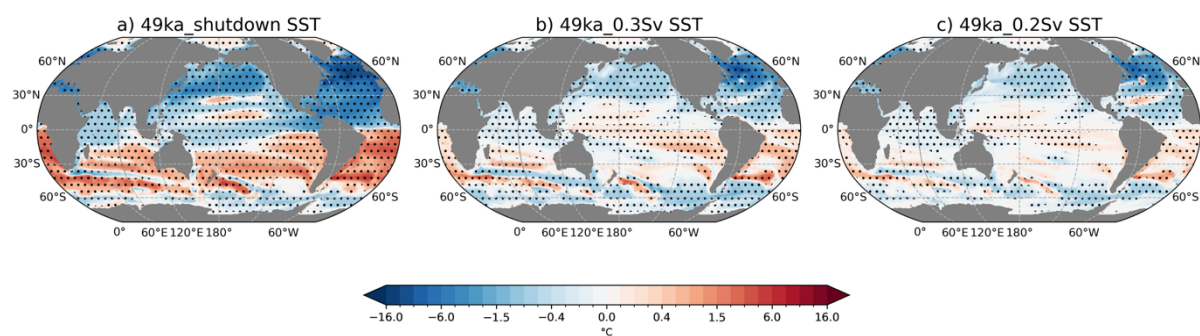 a) 49ka_shutdown SST
b) 49ka_0.3Sv SST
c) 49ka_0.2Sv SST
60°N 60°N 60°N 60°N 60°N 60°N
30°N 30°N 30°N 30°N 30°N 30°N
0° 0° 0° 0° 0° 0°
30°S 30°S 30°S 30°S 30°S 30°S
60°S 60°S 60°S 60°S 60°S 60°S
0° 60°E 120°E 180° 60°W
0° 60°E 120°E 180° 60°W
0° 60°E 120°E 180° 60°W
−16.0 −6.0 −1.5 −0.4 0.0 0.4 1.5 6.0 16.0
°C